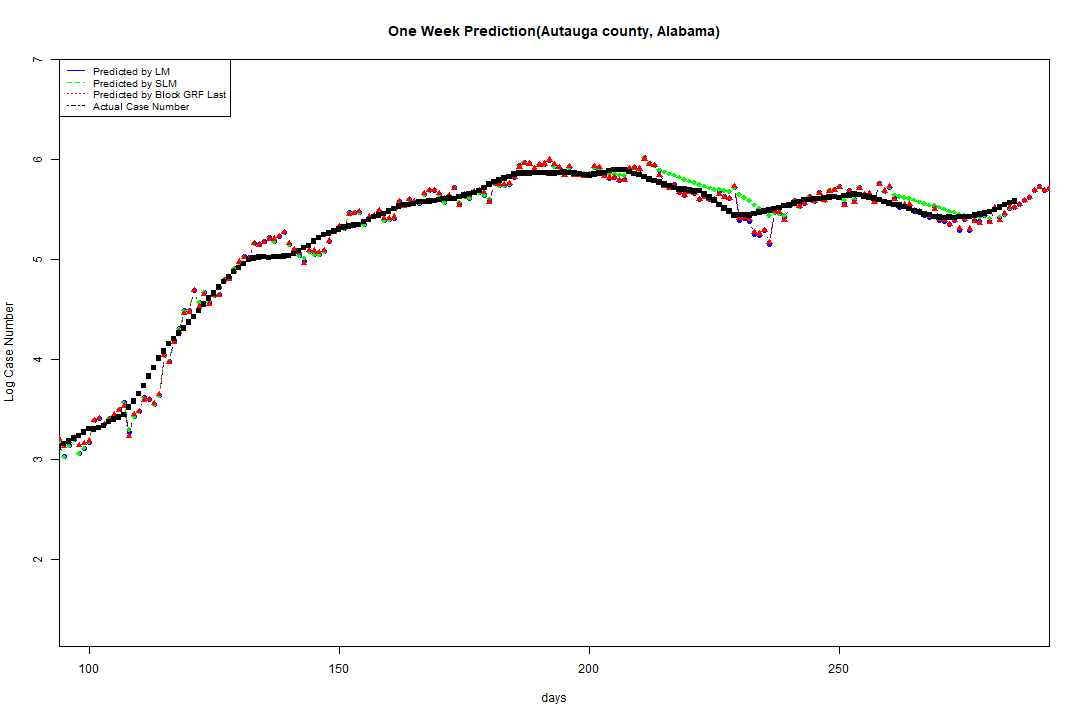 One Week Prediction(Autauga county, Alabama)
Predicted by LM
Predicted by SLM
Predicted by Block GRF Last
Actual Case Number
7
6
5
4
3
2
Log Case Number
100 150 200 250
days